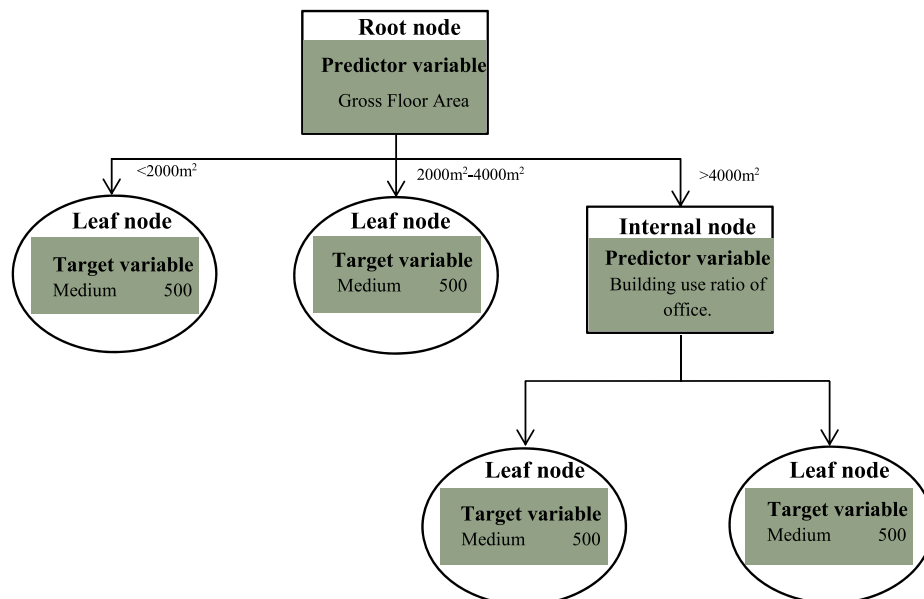 Root node
Predictor variable
Gross Floor Area
<2000m²
2000m²-4000m²
>4000m²
Leaf node
Target variable
Medium 500
Leaf node
Target variable
Medium 500
Internal node
Predictor variable
Building use ratio of
office.
Leaf node
Target variable
Medium 500
Leaf node
Target variable
Medium 500